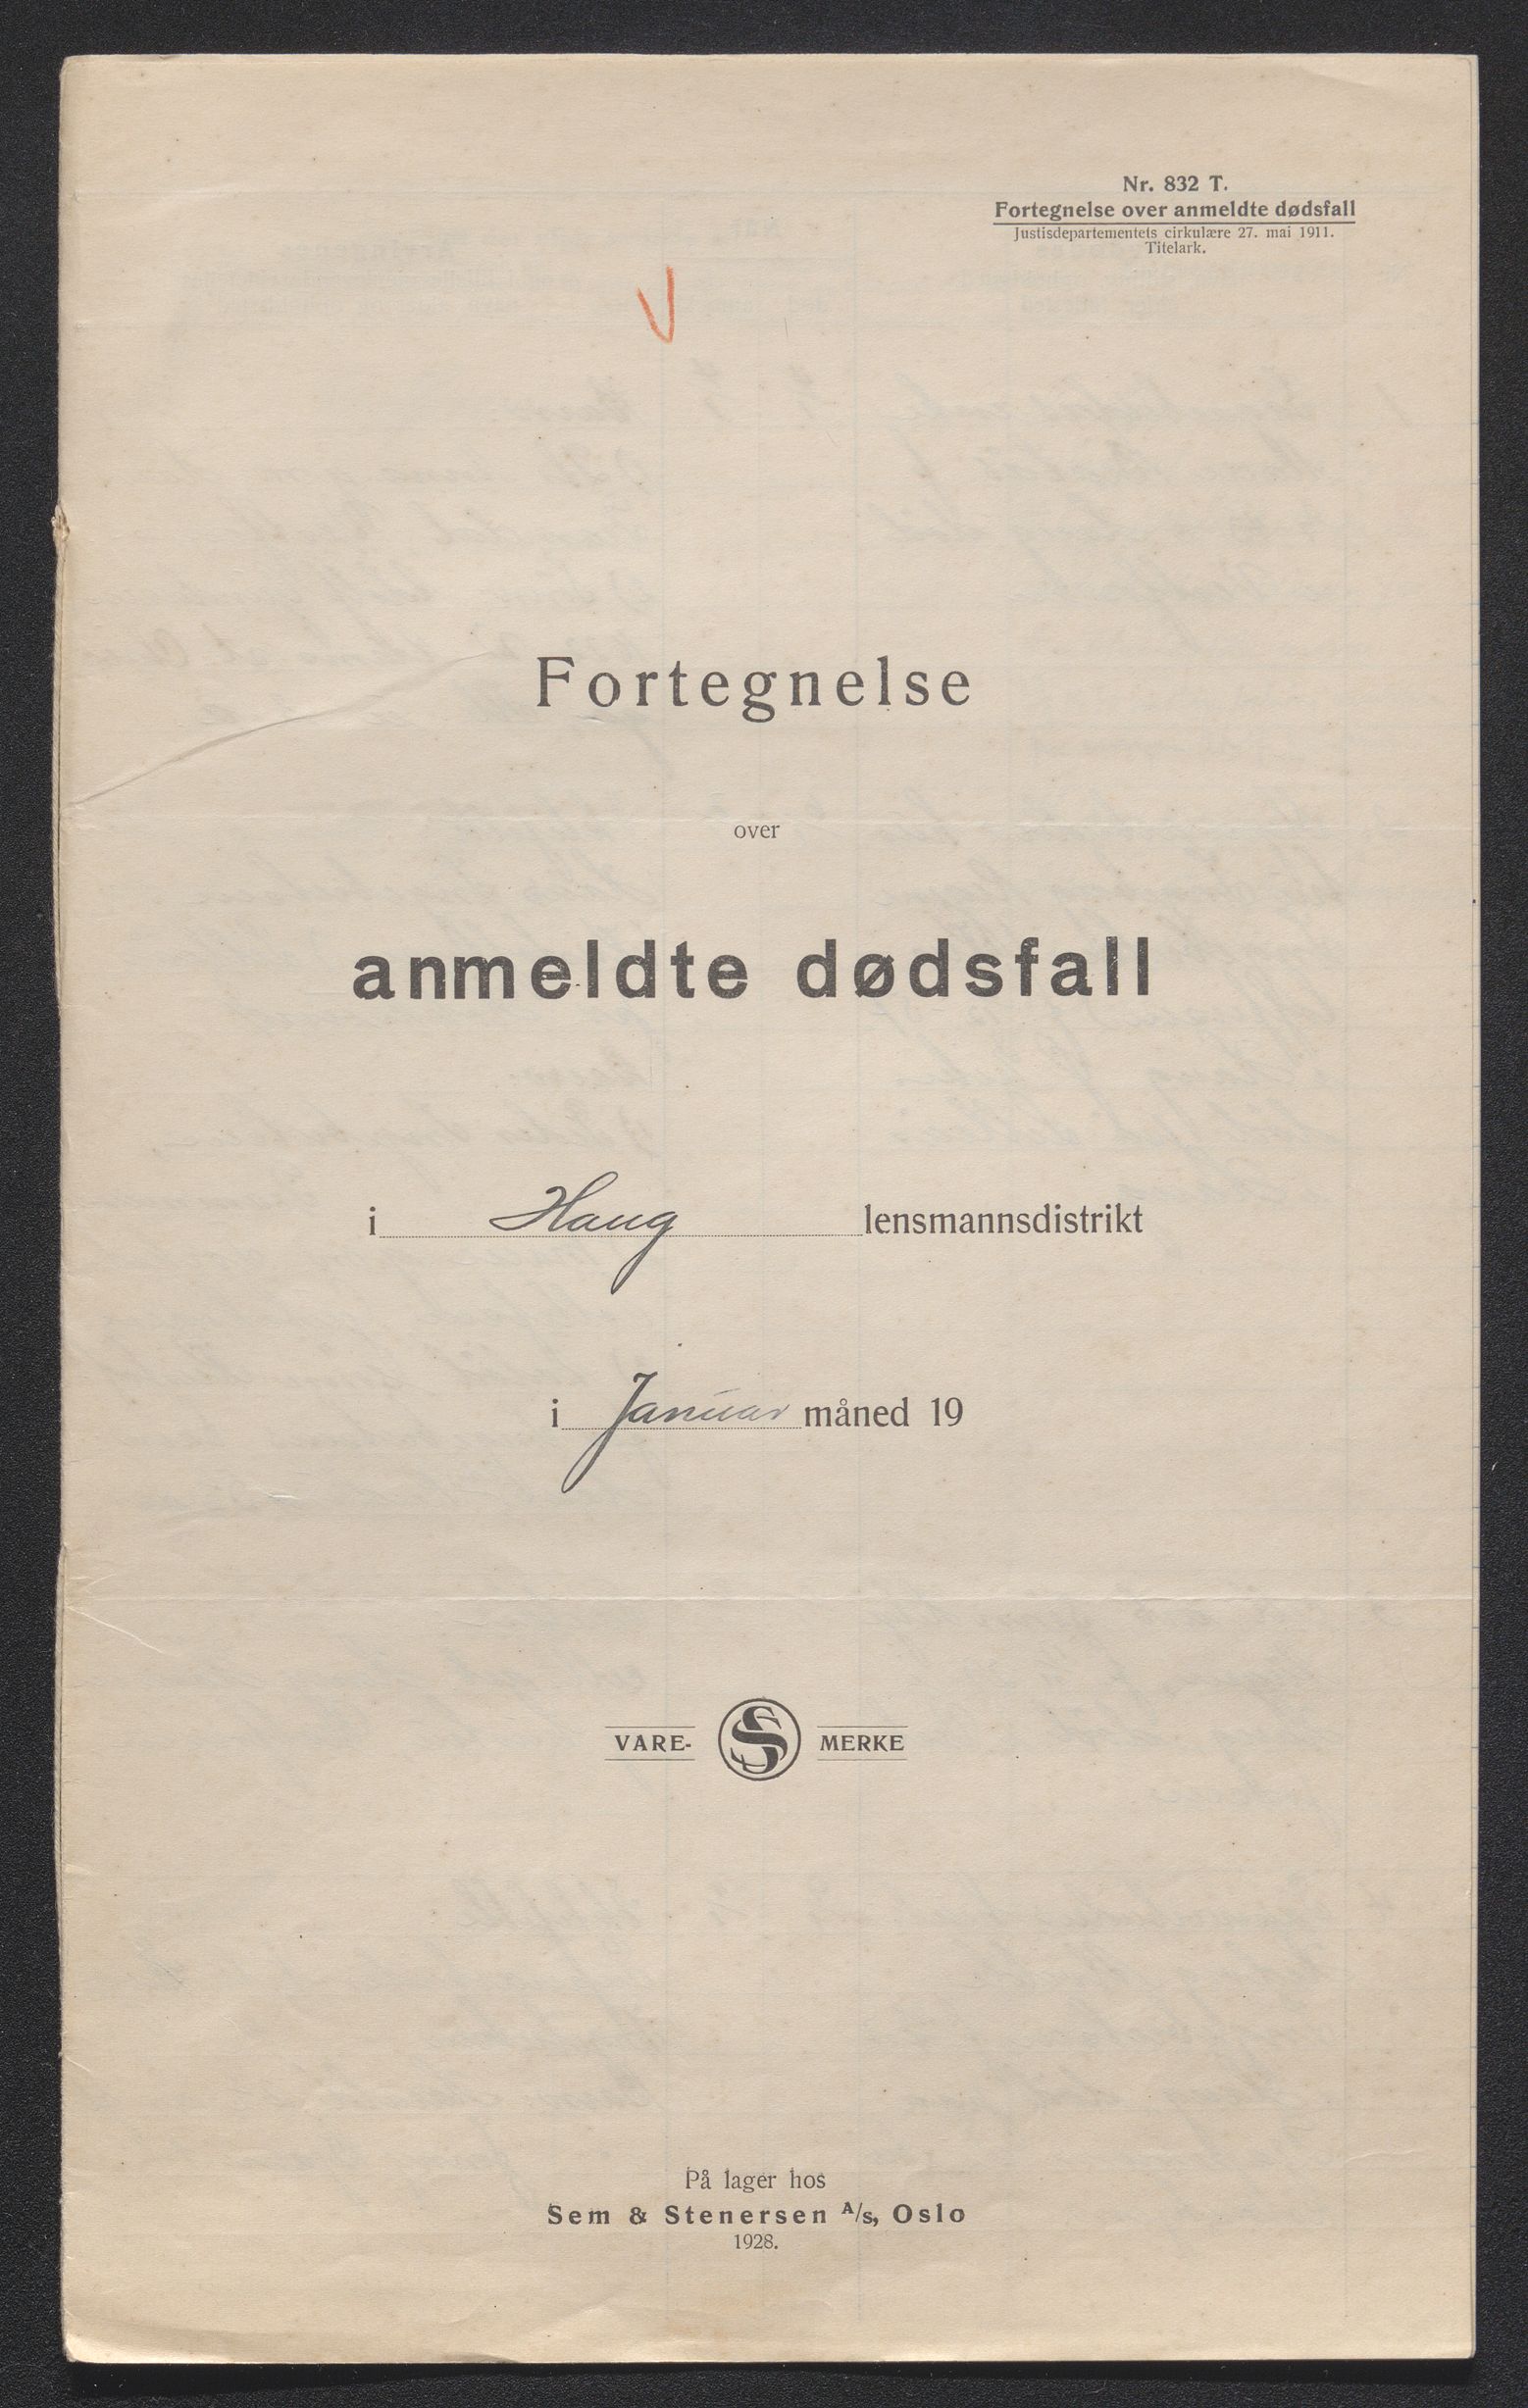 Nr. 832 T.
Fortegnelse over anmeldte dødsfall
Justisdepartementets cirkulære 27. mai 1911.
Titelark.
Fortegnelse
over
anmeldte dødsfall
i Haug lensmannsdistrikt
i Januar måned 19
VARE- SS MERKE
På lager hos
Sem & Stenersen A/s, Oslo
1928.